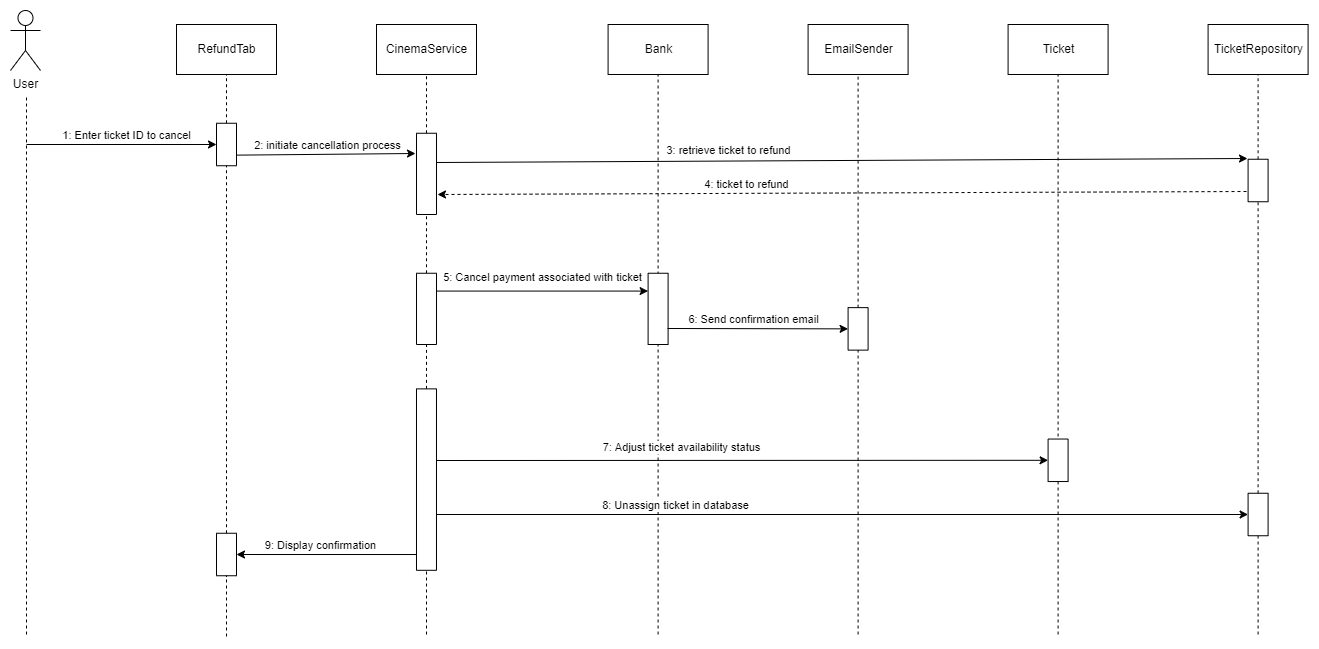 User
RefundTab
CinemaService
Bank
EmailSender
Ticket
TicketRepository
1: Enter ticket ID to cancel
2: initiate cancellation process
3: retrieve ticket to refund
4: ticket to refund
5: Cancel payment associated with ticket
6: Send confirmation email
7: Adjust ticket availability status
8: Unassign ticket in database
9: Display confirmation